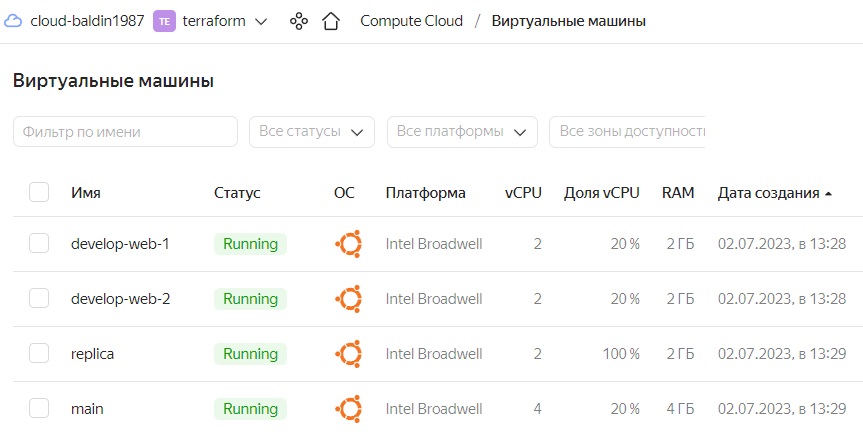 cloud-baldin1987 TE terraform Compute Cloud / Виртуальные машины
Виртуальные машины
Фильтр по имени Все статусы Все платформы Все зоны доступности
Имя Статус ОС Платформа vCPU Доля vCPU RAM Дата создания
develop-web-1 Running Intel Broadwell 2 20 % 2 ГБ 02.07.2023, в 13:28
develop-web-2 Running Intel Broadwell 2 20 % 2 ГБ 02.07.2023, в 13:28
replica Running Intel Broadwell 2 100 % 2 ГБ 02.07.2023, в 13:29
main Running Intel Broadwell 4 20 % 4 ГБ 02.07.2023, в 13:29